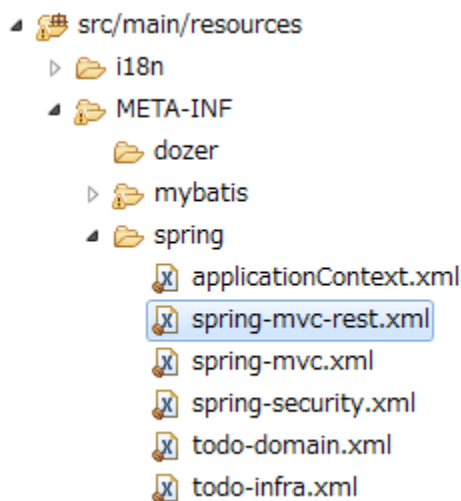 src/main/resources
i18n
META-INF
dozer
mybatis
spring
applicationContext.xml
spring-mvc-rest.xml
spring-mvc.xml
spring-security.xml
todo-domain.xml
todo-infra.xml